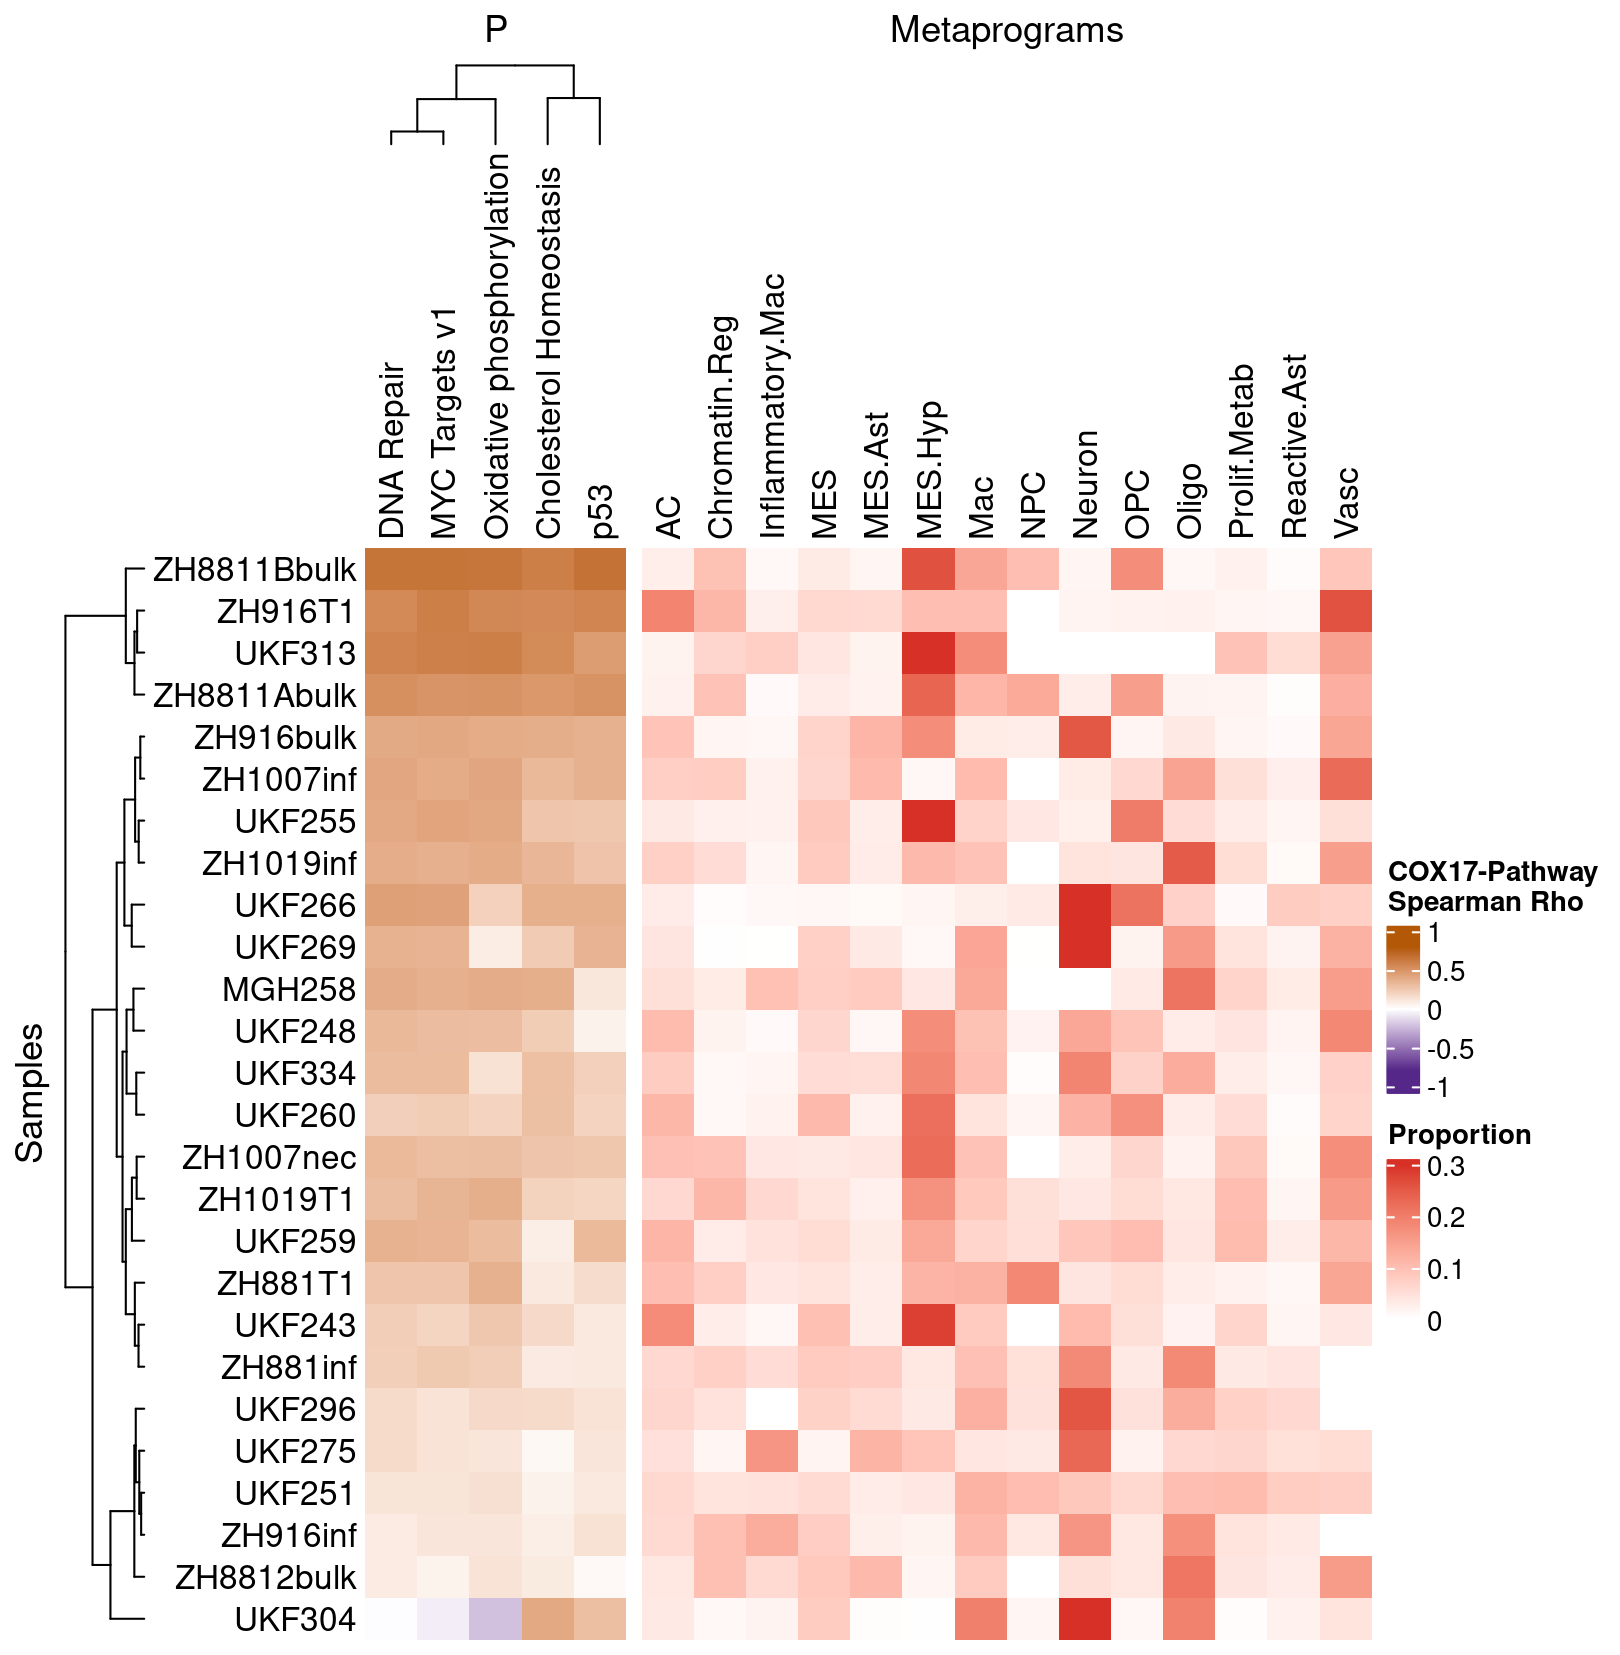 P
Metaprograms
DNA Repair
MYC Targets v1
Oxidative phosphorylation
Cholesterol Homeostasis
p53
AC
Chromatin.Reg
Inflammatory.Mac
MES
MES.Ast
MES.Hyp
Mac
NPC
Neuron
OPC
Oligo
Prolif.Metab
Reactive.Ast
Vasc
Samples
ZH8811Bbulk
ZH916T1
UKF313
ZH8811Abulk
ZH916bulk
ZH1007inf
UKF255
ZH1019inf
UKF266
UKF269
MGH258
UKF248
UKF334
UKF260
ZH1007nec
ZH1019T1
UKF259
ZH881T1
UKF243
ZH881inf
UKF296
UKF275
UKF251
ZH916inf
ZH8812bulk
UKF304
COX17-Pathway
Spearman Rho
1
0.5
0
-0.5
-1
Proportion
0.3
0.2
0.1
0